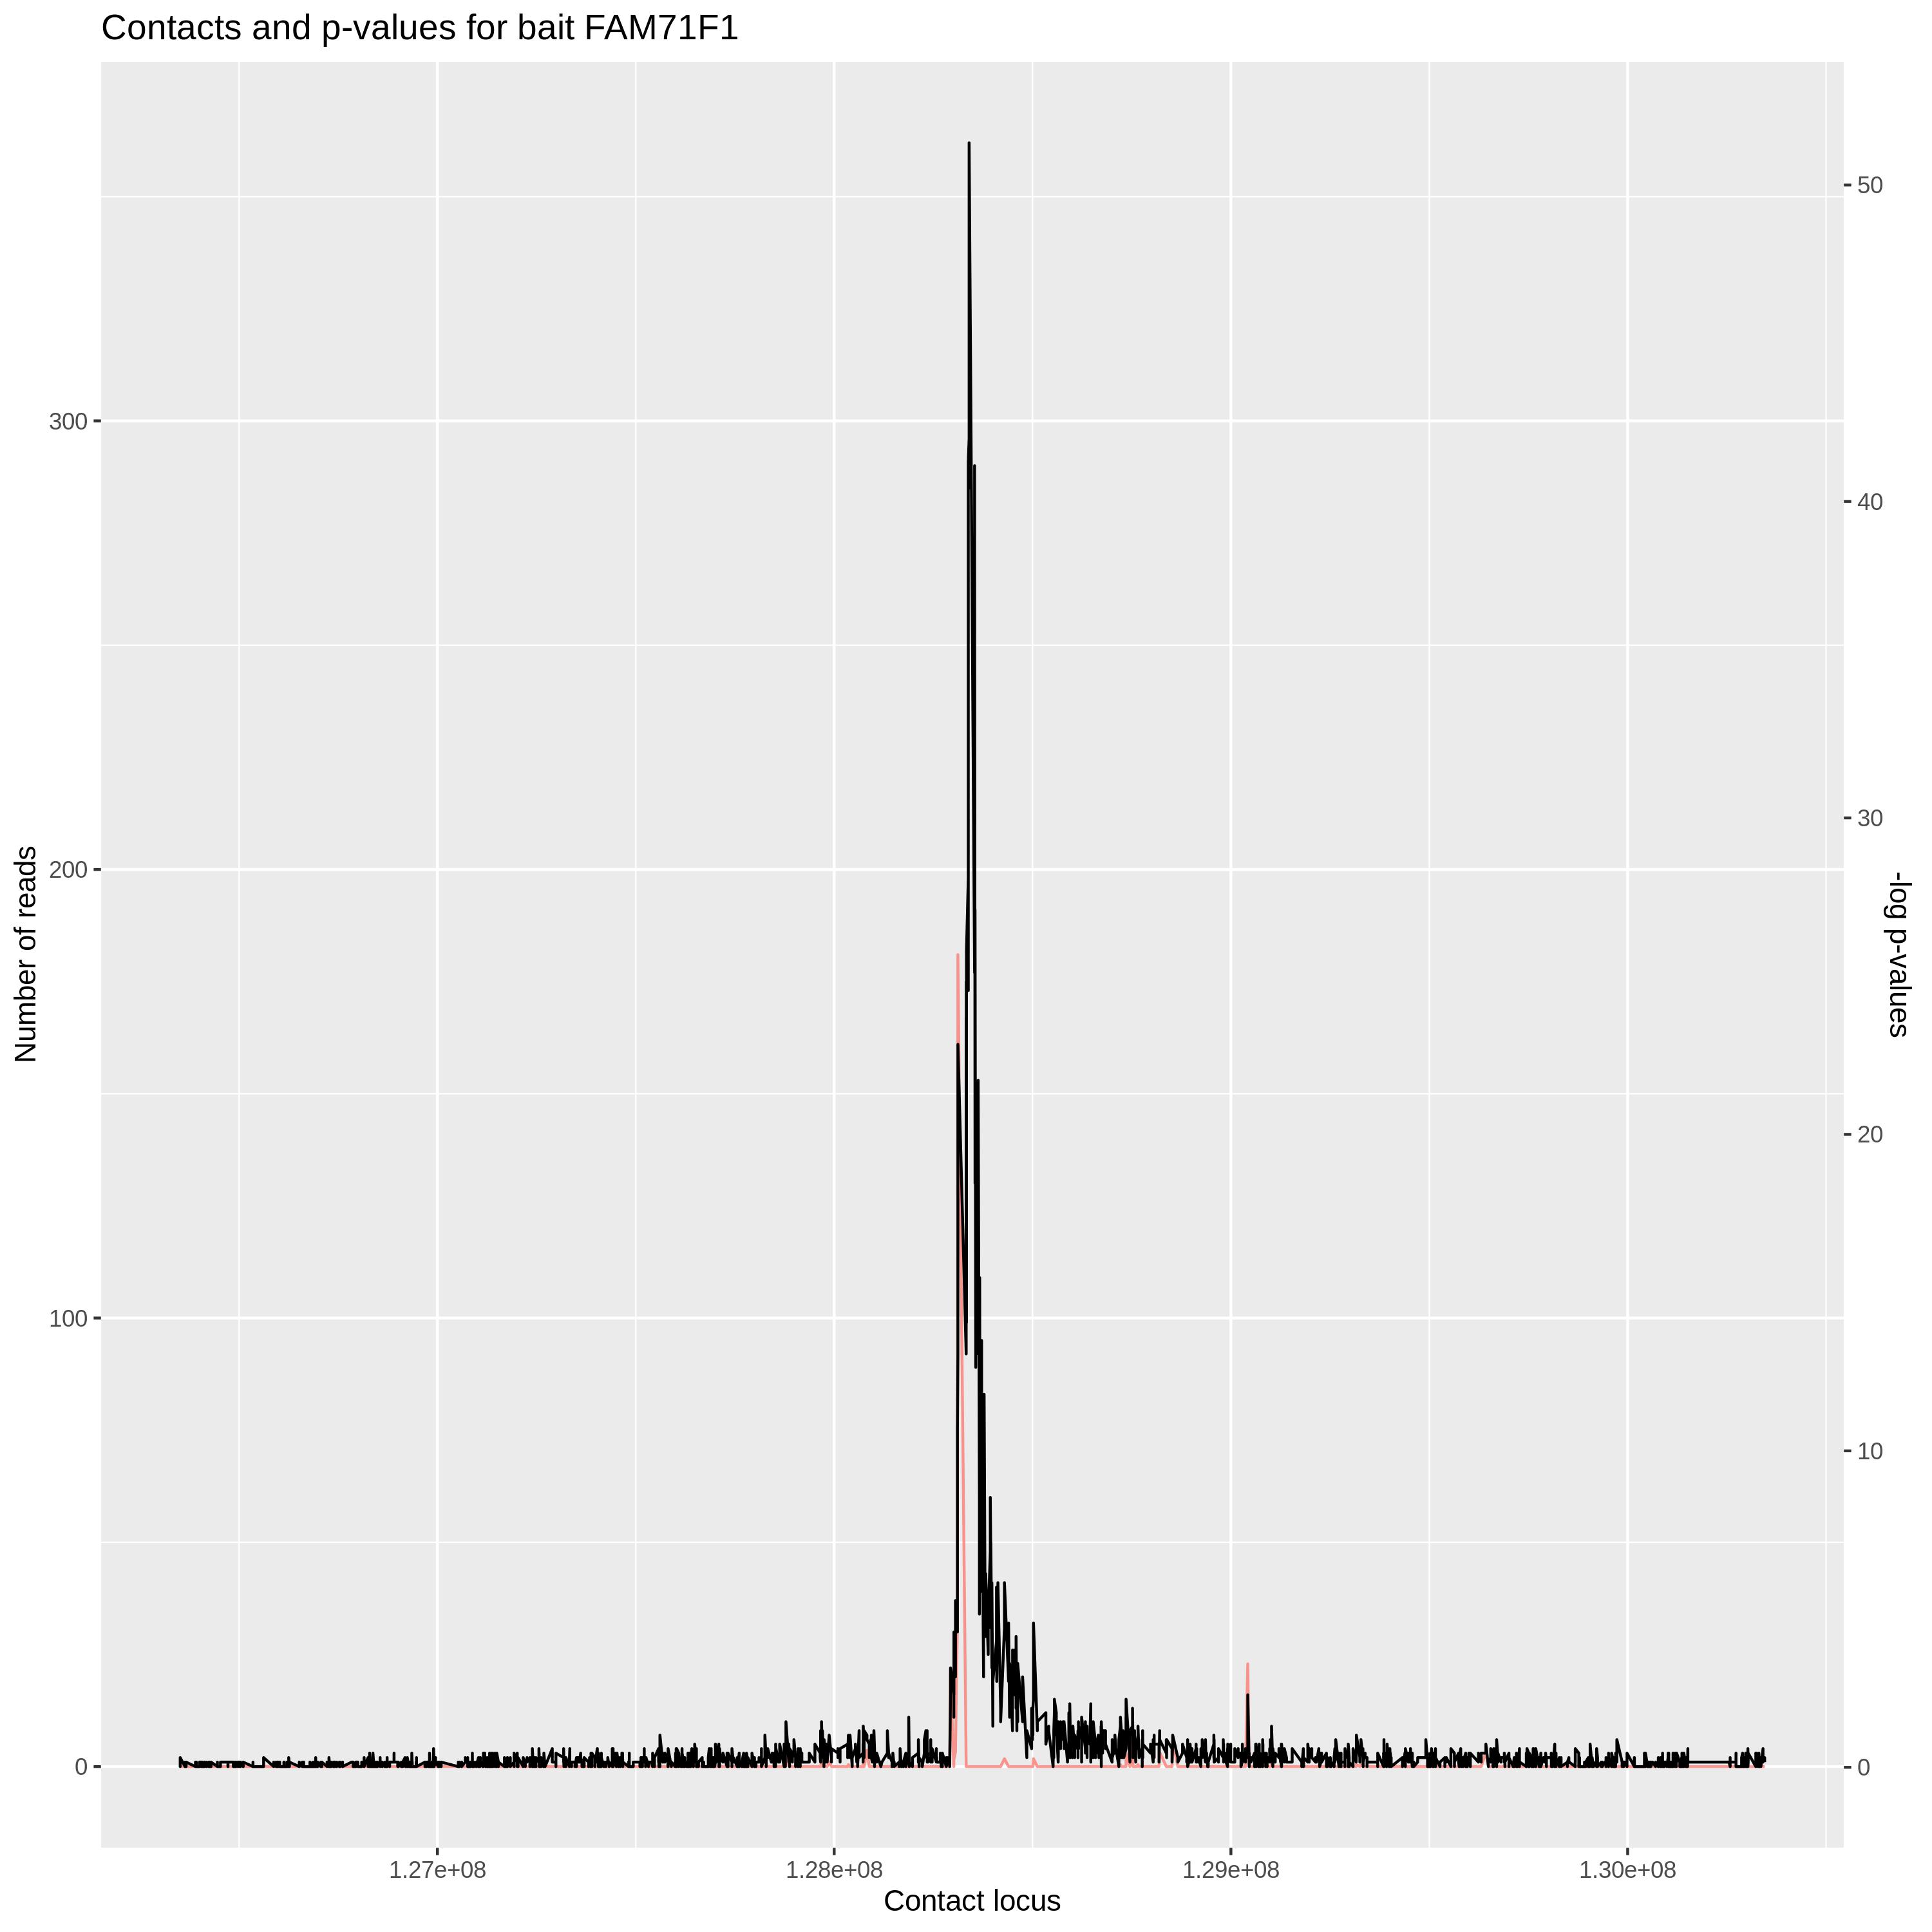 Contacts and p-values for bait FAM71F1
Number of reads
300
200
100
0
50
40
30
20
10
0
-log p-values
1.27e+08
1.28e+08
1.29e+08
1.30e+08
Contact locus